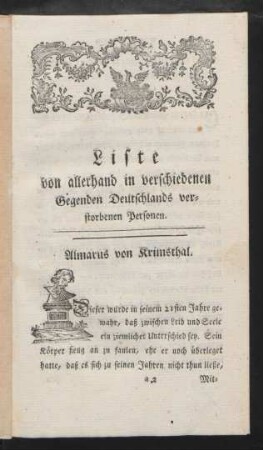 Liste
von allerhand in verschiedenen
Gegenden Deutschlands ver-
storbenen Personen.
Almarus von Krimsthal.
Dieser wurde in seinem 21sten Jahre ge-
wahr, daß zwischen Leib und Seele
ein ziemlicher Unterschied sey. Sein
Körper fieng an zu faulen, ehe er noch überleget
hatte, daß es sich zu seinen Jahren nicht thun ließe,
Mit-